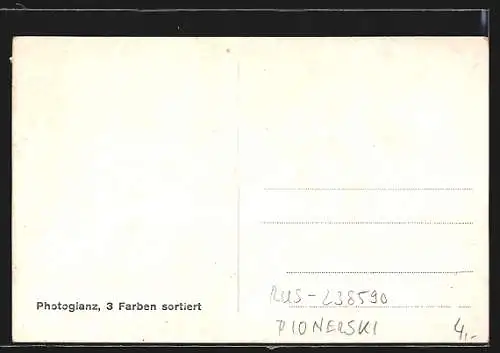 Photoglanz, 3 Farben sortiert
RUS-238590
PIONERSKI
4,-